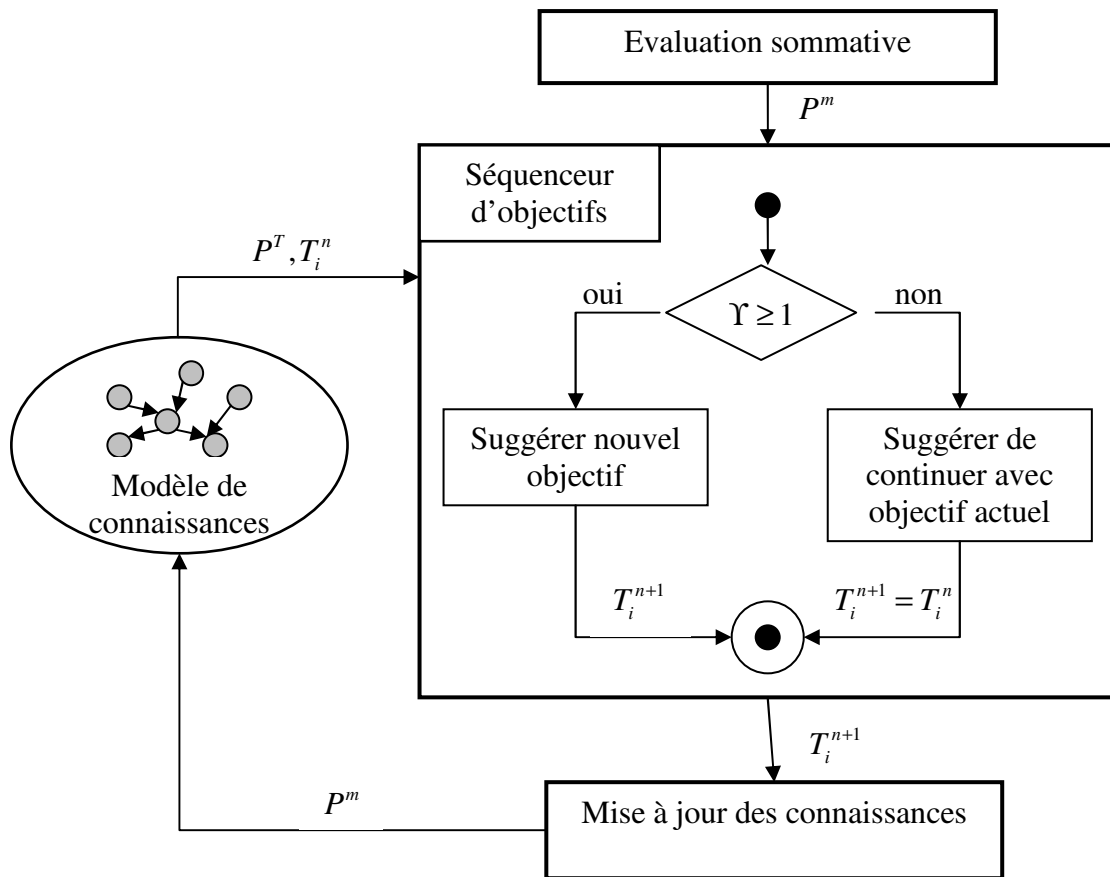 Evaluation sommative
P^m
Séquenceur
d'objectifs
P^T, T_i^n
oui
ϒ ≥ 1
non
Suggérer nouvel
objectif
Suggérer de
continuer avec
objectif actuel
Modèle de
connaissances
T_i^{n+1}
T_i^{n+1} = T_i^n
T_i^{n+1}
P^m
Mise à jour des connaissances